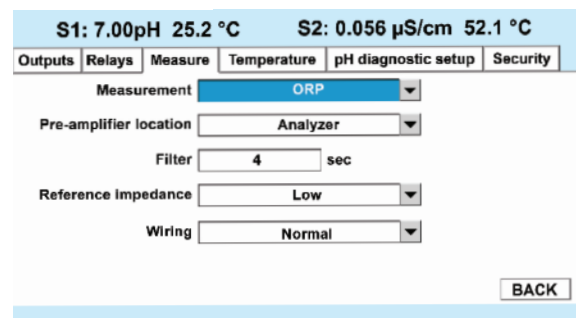 S1: 7.00pH 25.2 °C S2: 0.056 µS/cm 52.1 °C
Outputs Relays Measure Temperature pH diagnostic setup Security
Measurement ORP
Pre-amplifier location Analyzer
Filter 4 sec
Reference impedance Low
Wiring Normal
BACK